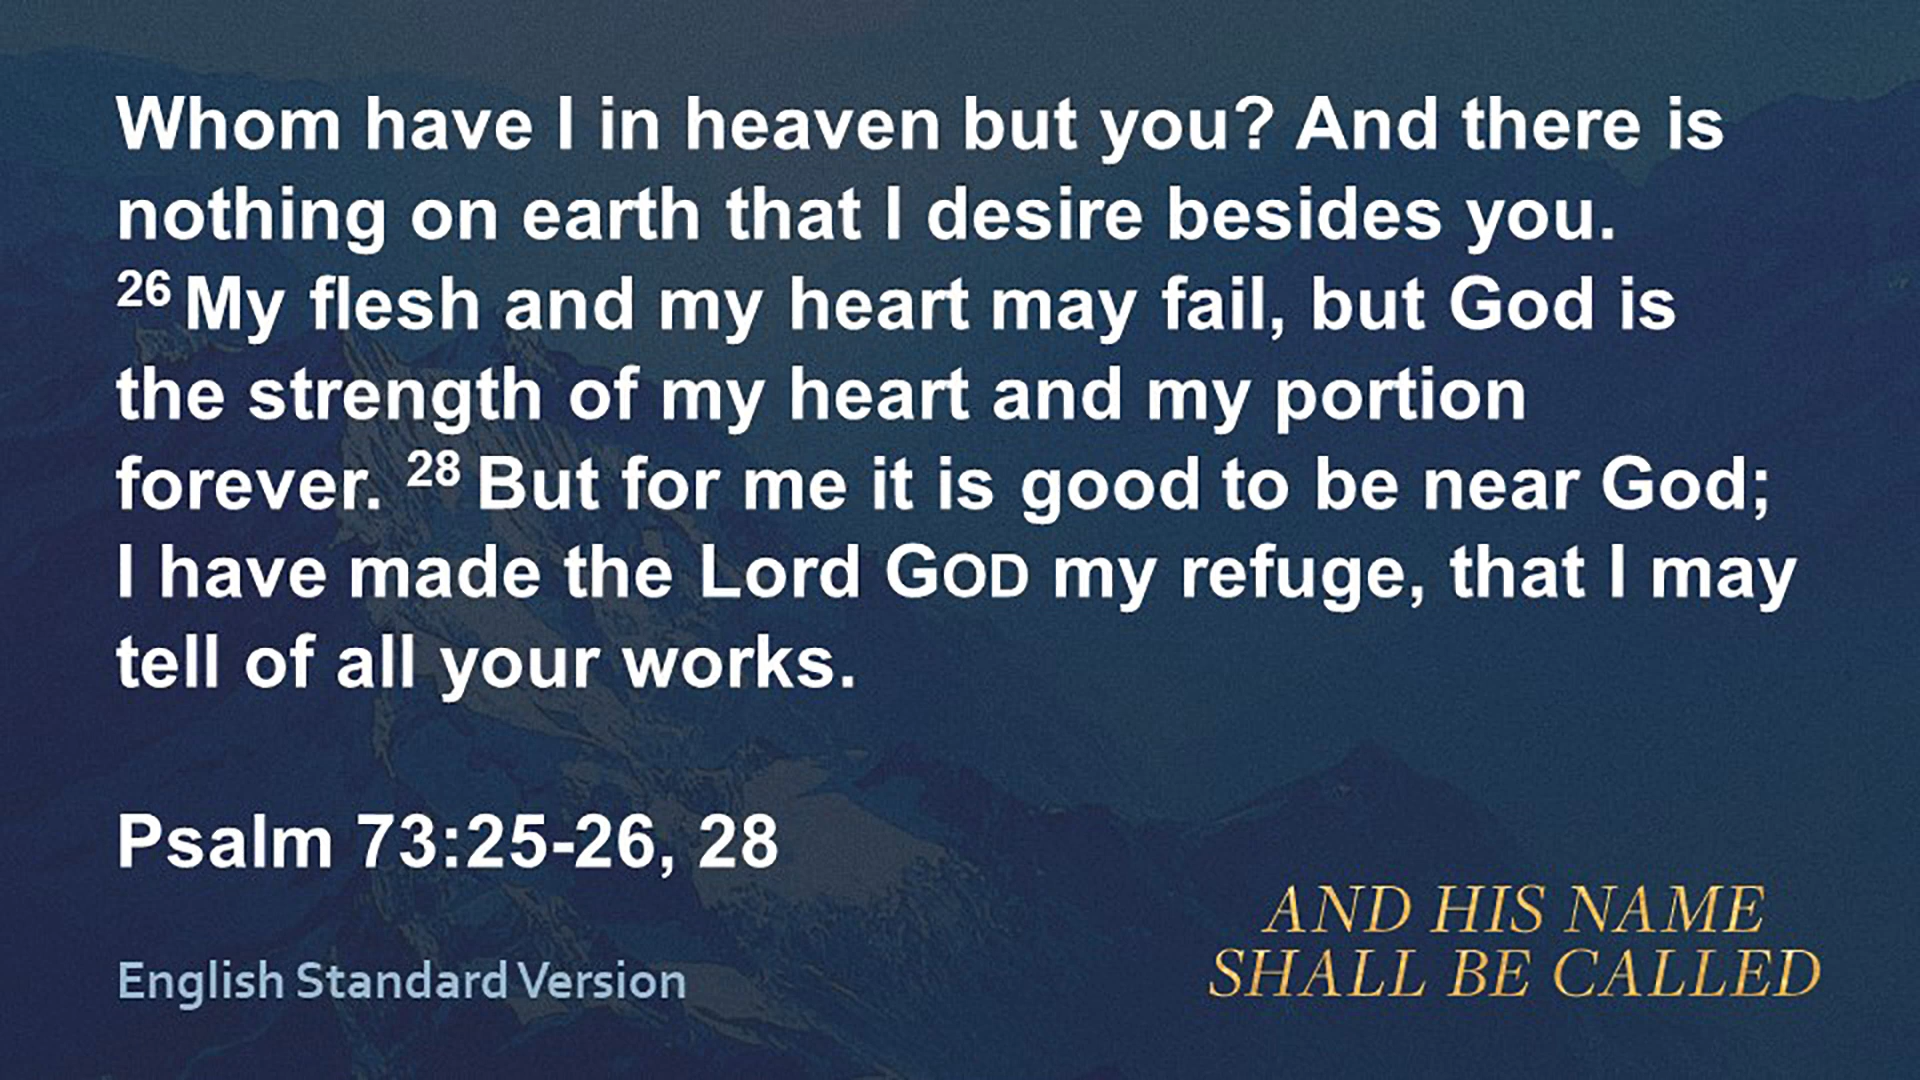 Whom have I in heaven but you? And there is
nothing on earth that I desire besides you.
26 My flesh and my heart may fail, but God is
the strength of my heart and my portion
forever. 28 But for me it is good to be near God;
I have made the Lord GOD my refuge, that I may
tell of all your works.
Psalm 73:25-26, 28
English Standard Version
AND HIS NAME
SHALL BE CALLED